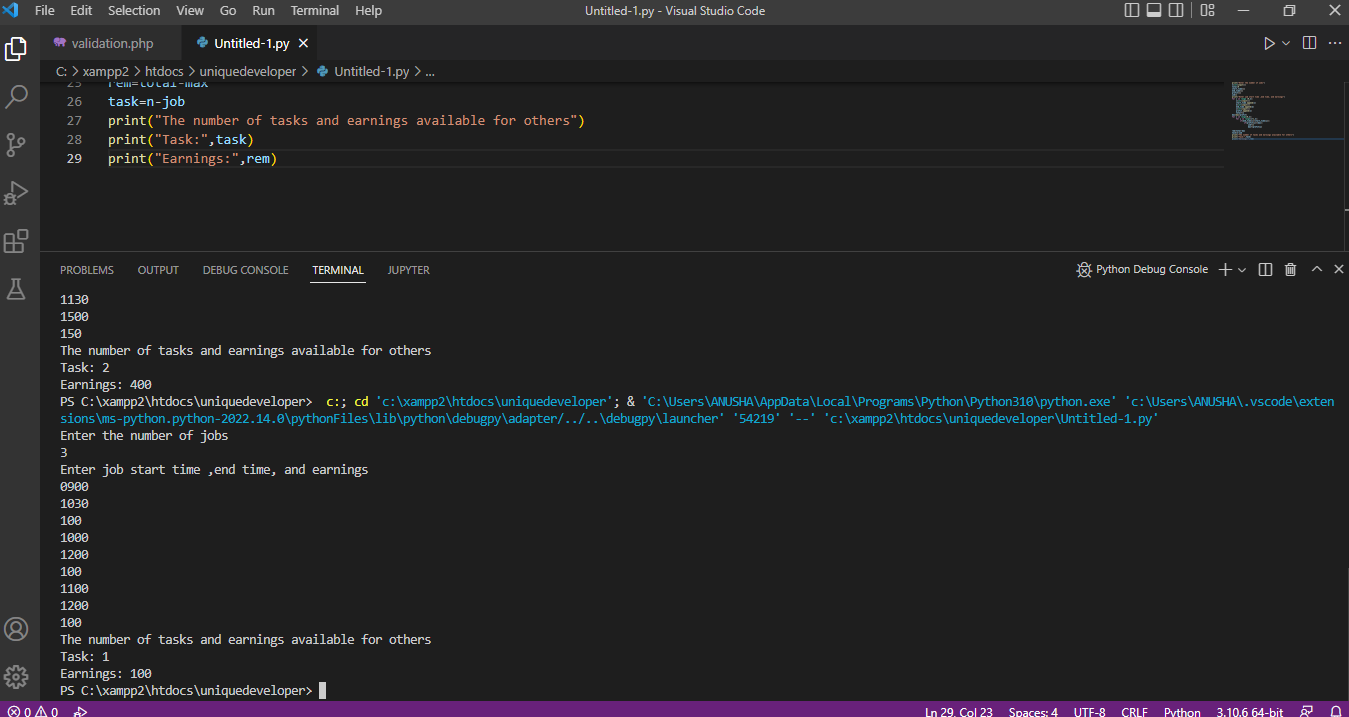 File Edit Selection View Go Run Terminal Help Untitled-1.py - Visual Studio Code
validation.php Untitled-1.py
C: > xampp2 > htdocs > uniquedeveloper > Untitled-1.py > ...
25 rem=total-max
26 task=n-job
27 print("The number of tasks and earnings available for others")
28 print("Task:",task)
29 print("Earnings:",rem)
PROBLEMS OUTPUT DEBUG CONSOLE TERMINAL JUPYTER Python Debug Console
1130
1500
150
The number of tasks and earnings available for others
Task: 2
Earnings: 400
PS C:\xampp2\htdocs\uniquedeveloper> c:; cd 'c:\xampp2\htdocs\uniquedeveloper'; & 'C:\Users\ANUSHA\AppData\Local\Programs\Python\Python310\python.exe' 'c:\Users\ANUSHA\.vscode\exten
sions\ms-python.python-2022.14.0\pythonFiles\lib\python\debugpy\adapter/../..\debugpy\launcher' '54219' '--' 'c:\xampp2\htdocs\uniquedeveloper\Untitled-1.py'
Enter the number of jobs
3
Enter job start time ,end time, and earnings
0900
1030
100
1000
1200
100
1100
1200
100
The number of tasks and earnings available for others
Task: 1
Earnings: 100
PS C:\xampp2\htdocs\uniquedeveloper>
0 0 Ln 29, Col 23 Spaces: 4 UTF-8 CRLF Python 3.10.6 64-bit